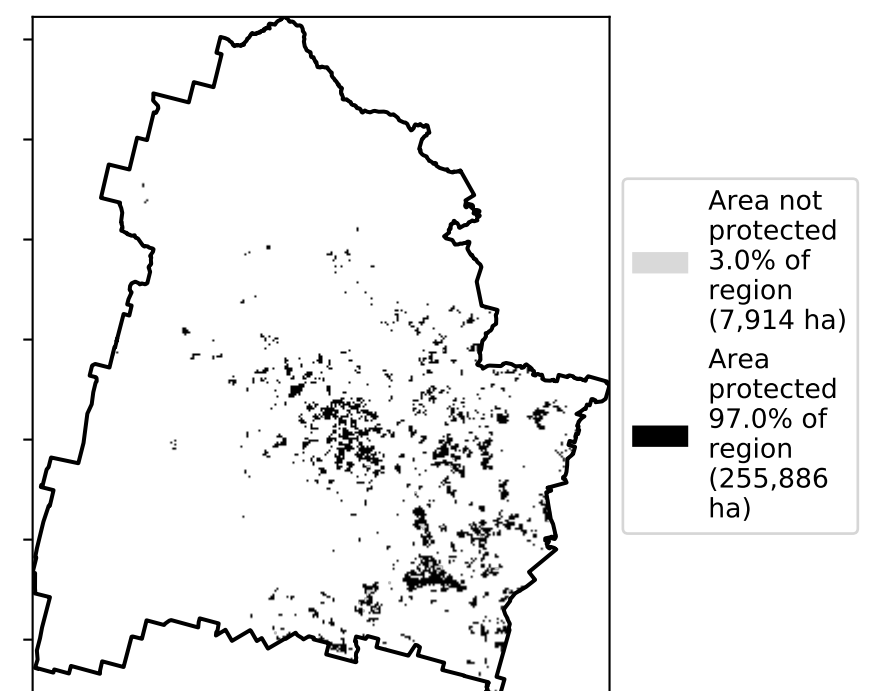 Area not
protected
3.0% of
region
(7,914 ha)
Area
protected
97.0% of
region
(255,886
ha)